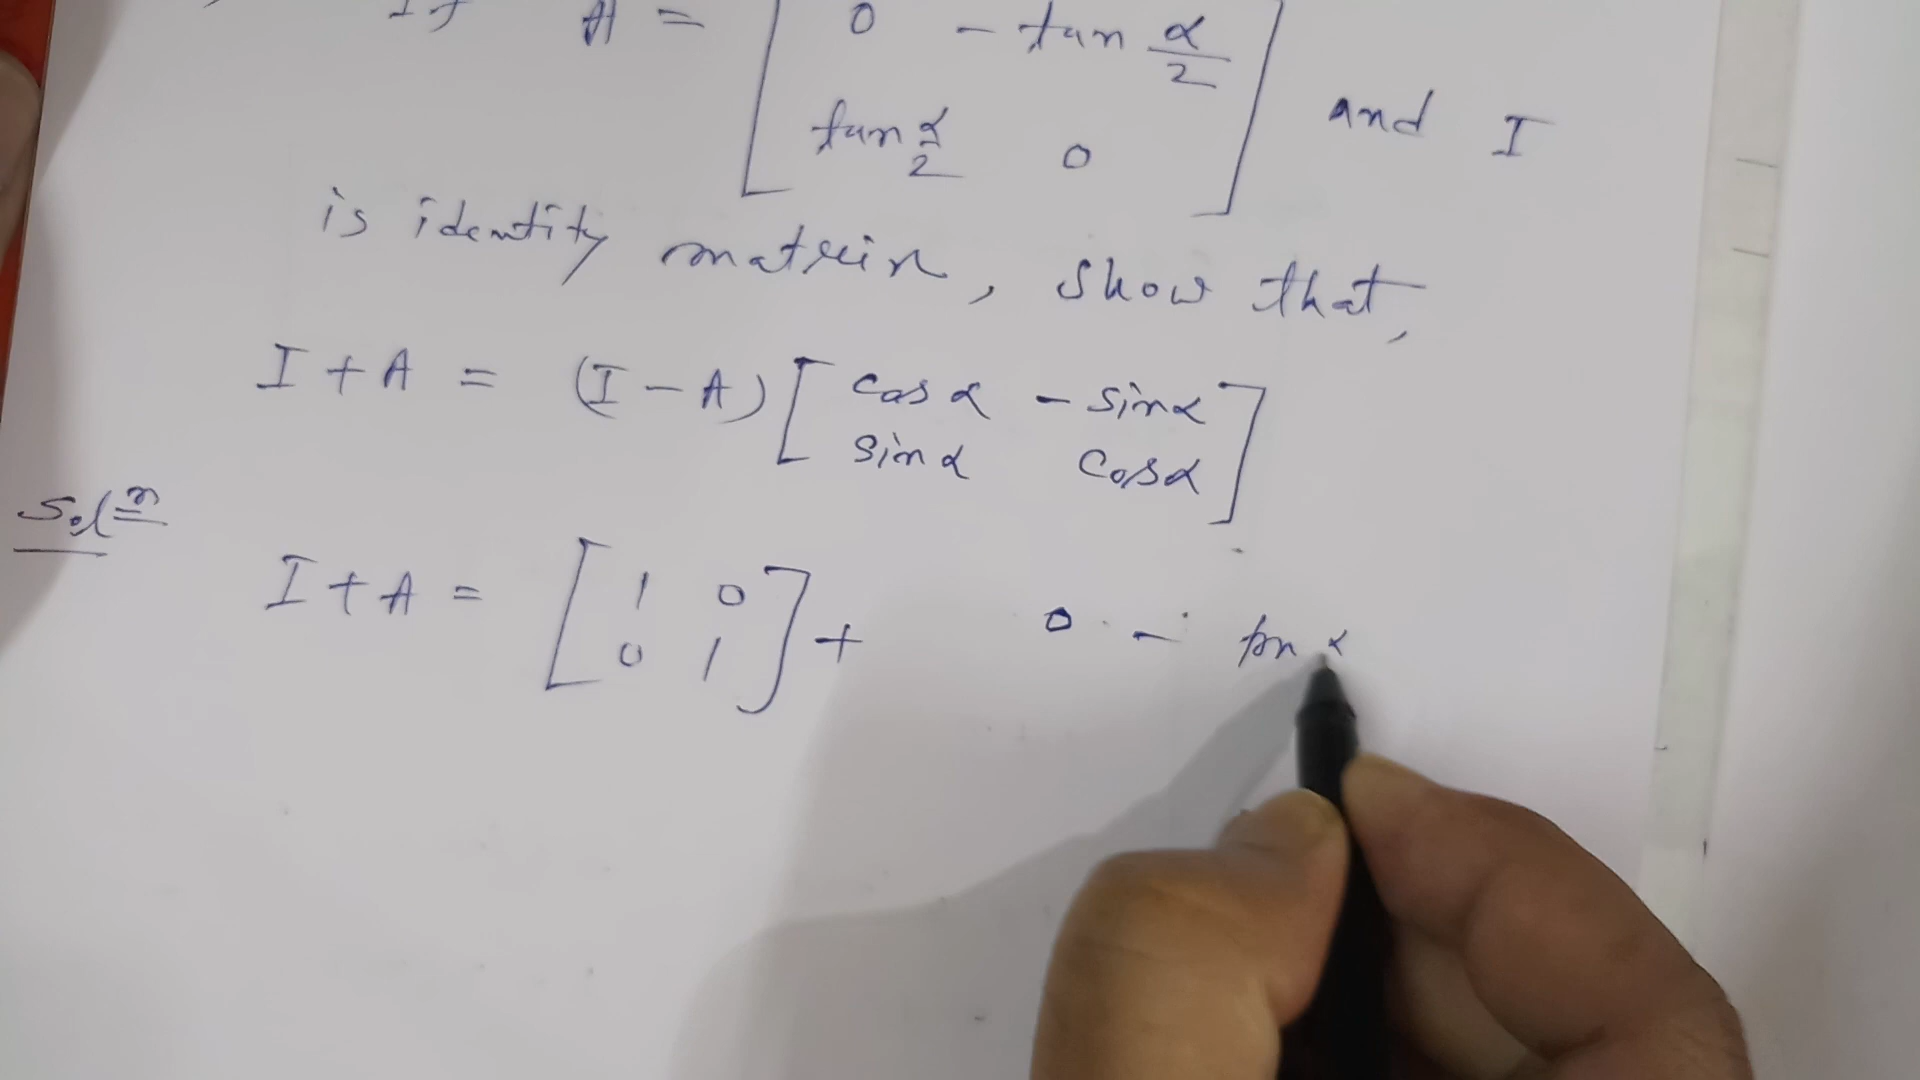 If A = [ 0 - tan α/2
tan α/2 0 ] and I
is identity matrix, show that,
I + A = (I - A) [ cos α - sin α
sin α cos α ]
Solⁿ
I + A = [ 1 0
0 1 ] + 0 - tan α